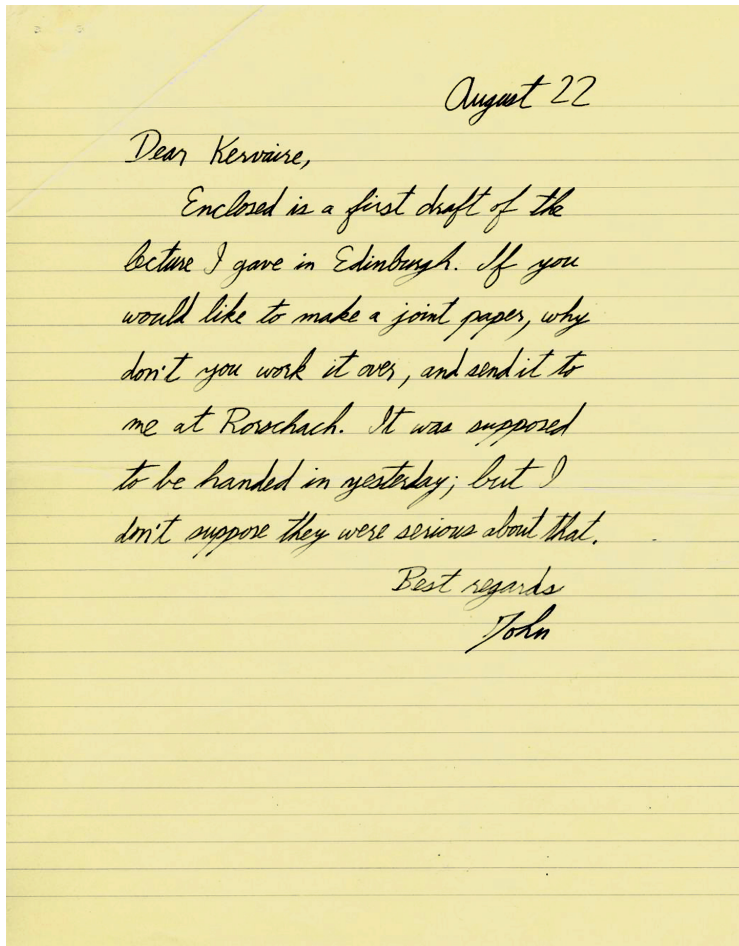 August 22
Dear Kervaire,
Enclosed is a first draft of the
lecture I gave in Edinburgh. If you
would like to make a joint paper, why
don't you work it over, and send it to
me at Rorschach. It was supposed
to be handed in yesterday; but I
don't suppose they were serious about that.
Best regards
John